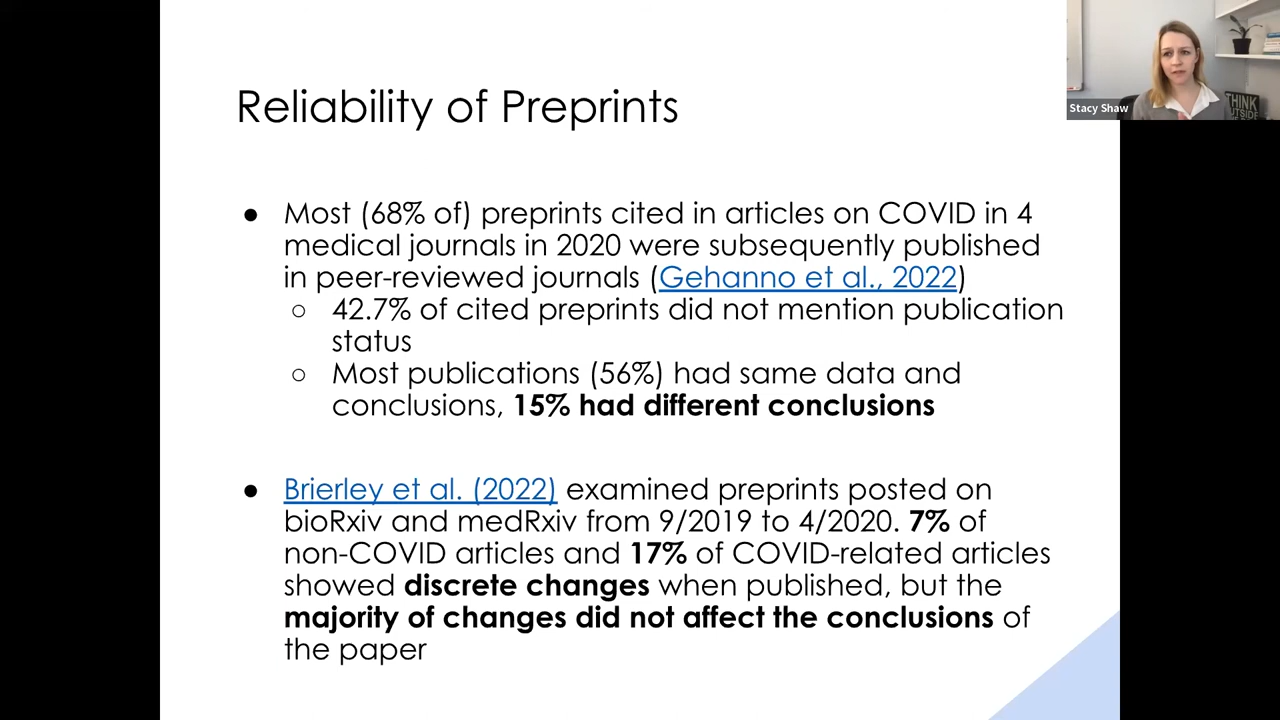 Reliability of Preprints
● Most (68% of) preprints cited in articles on COVID in 4
medical journals in 2020 were subsequently published
in peer-reviewed journals (Gehanno et al., 2022)
○ 42.7% of cited preprints did not mention publication
status
○ Most publications (56%) had same data and
conclusions, 15% had different conclusions
● Brierley et al. (2022) examined preprints posted on
bioRxiv and medRxiv from 9/2019 to 4/2020. 7% of
non-COVID articles and 17% of COVID-related articles
showed discrete changes when published, but the
majority of changes did not affect the conclusions of
the paper
Stacy Shaw
THINK